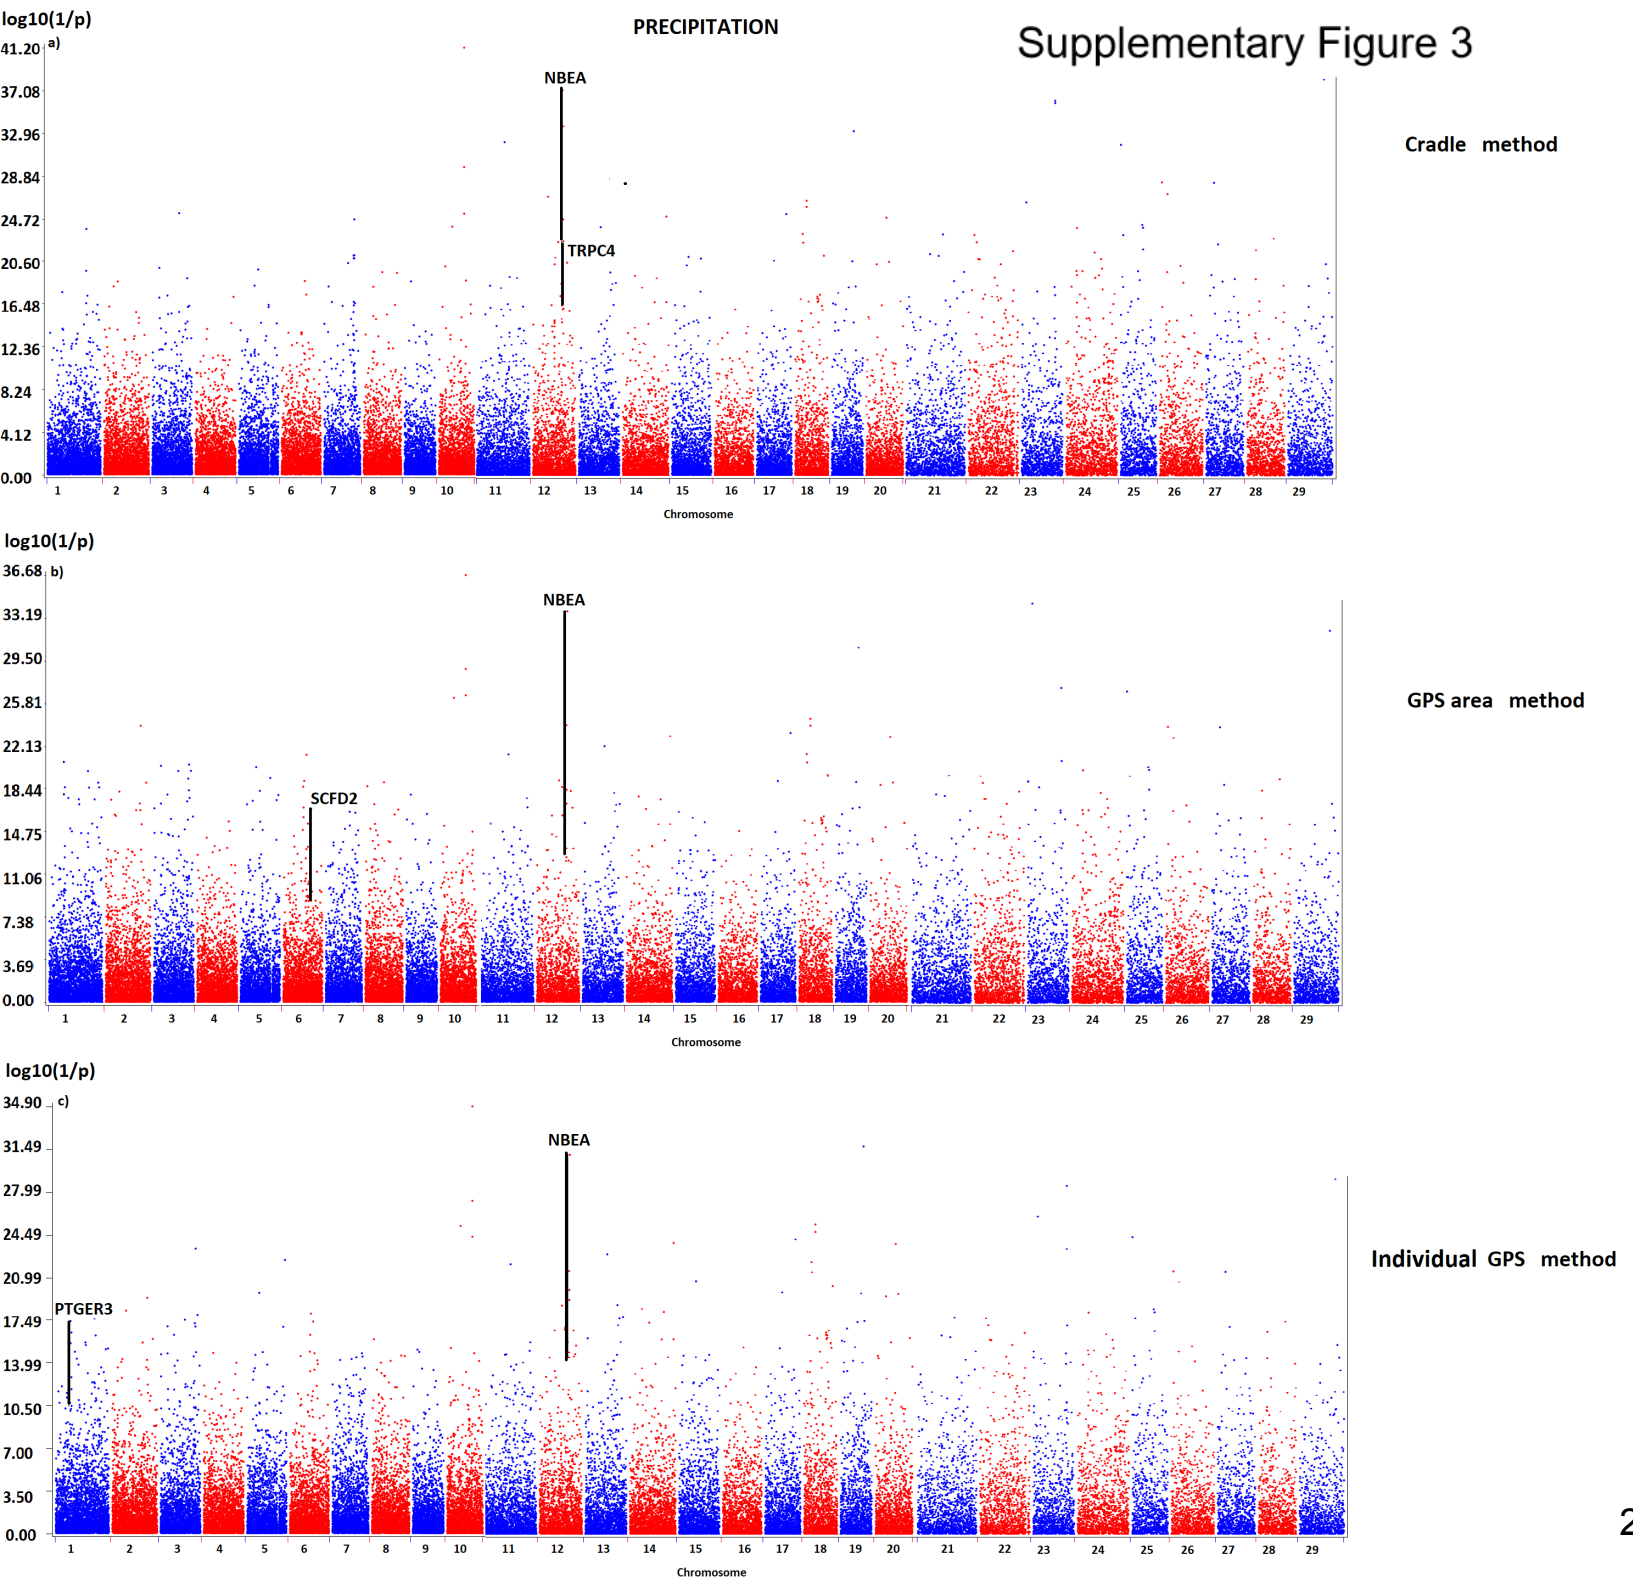 log10(1/p)
PRECIPITATION
Supplementary Figure 3
a)
41.20
37.08
32.96
28.84
24.72
20.60
16.48
12.36
8.24
4.12
0.00
NBEA
TRPC4
Cradle method
1 2 3 4 5 6 7 8 9 10 11 12 13 14 15 16 17 18 19 20 21 22 23 24 25 26 27 28 29
Chromosome
log10(1/p)
b)
36.68
33.19
29.50
25.81
22.13
18.44
14.75
11.06
7.38
3.69
0.00
NBEA
SCFD2
GPS area method
1 2 3 4 5 6 7 8 9 10 11 12 13 14 15 16 17 18 19 20 21 22 23 24 25 26 27 28 29
Chromosome
log10(1/p)
c)
34.90
31.49
27.99
24.49
20.99
17.49
13.99
10.50
7.00
3.50
0.00
NBEA
PTGER3
Individual GPS method
2
1 2 3 4 5 6 7 8 9 10 11 12 13 14 15 16 17 18 19 20 21 22 23 24 25 26 27 28 29
Chromosome